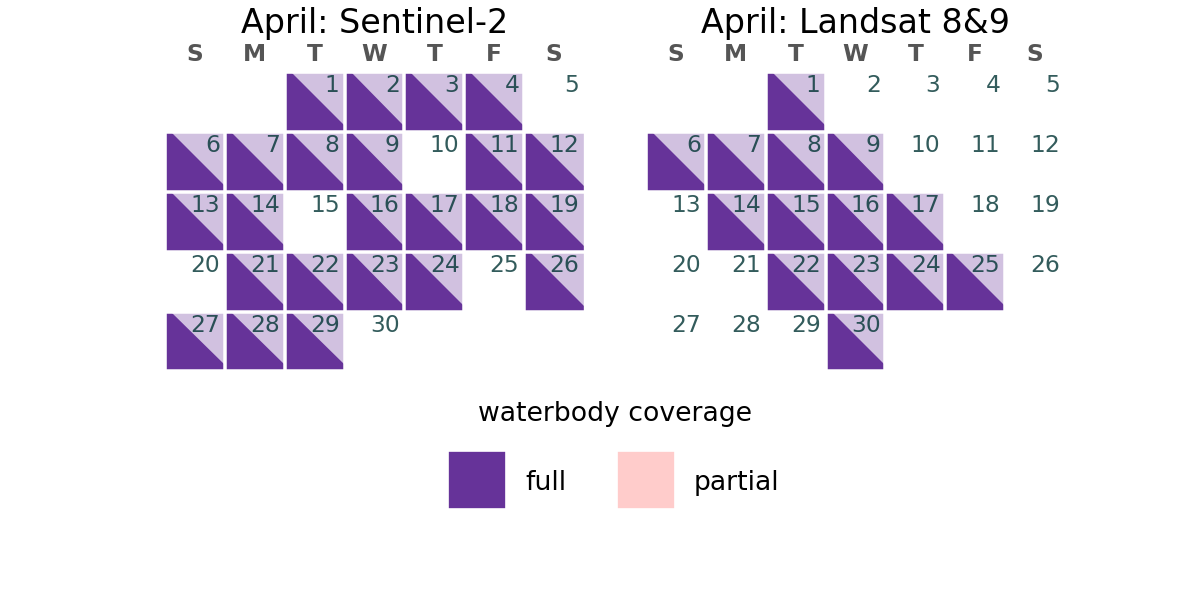 April: Sentinel-2
S M T W T F S
1 2 3 4 5
6 7 8 9 10 11 12
13 14 15 16 17 18 19
20 21 22 23 24 25 26
27 28 29 30
April: Landsat 8&9
S M T W T F S
1 2 3 4 5
6 7 8 9 10 11 12
13 14 15 16 17 18 19
20 21 22 23 24 25 26
27 28 29 30
waterbody coverage
full partial